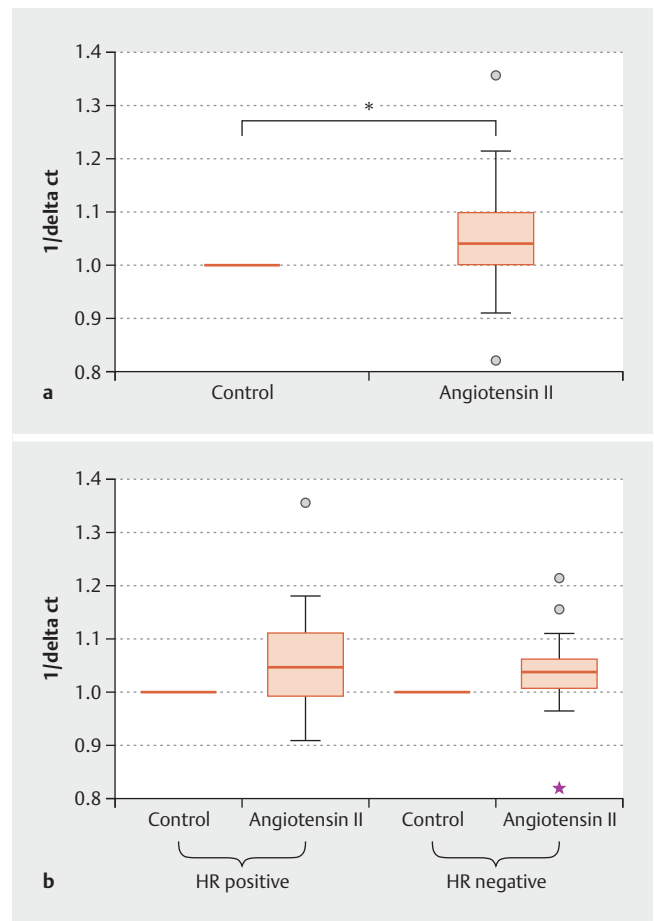 1/delta ct
1.4
1.3
1.2
1.1
1.0
0.9
0.8
*
a
Control Angiotensin II
1/delta ct
1.4
1.3
1.2
1.1
1.0
0.9
0.8
Control Angiotensin II Control Angiotensin II
b
HR positive HR negative